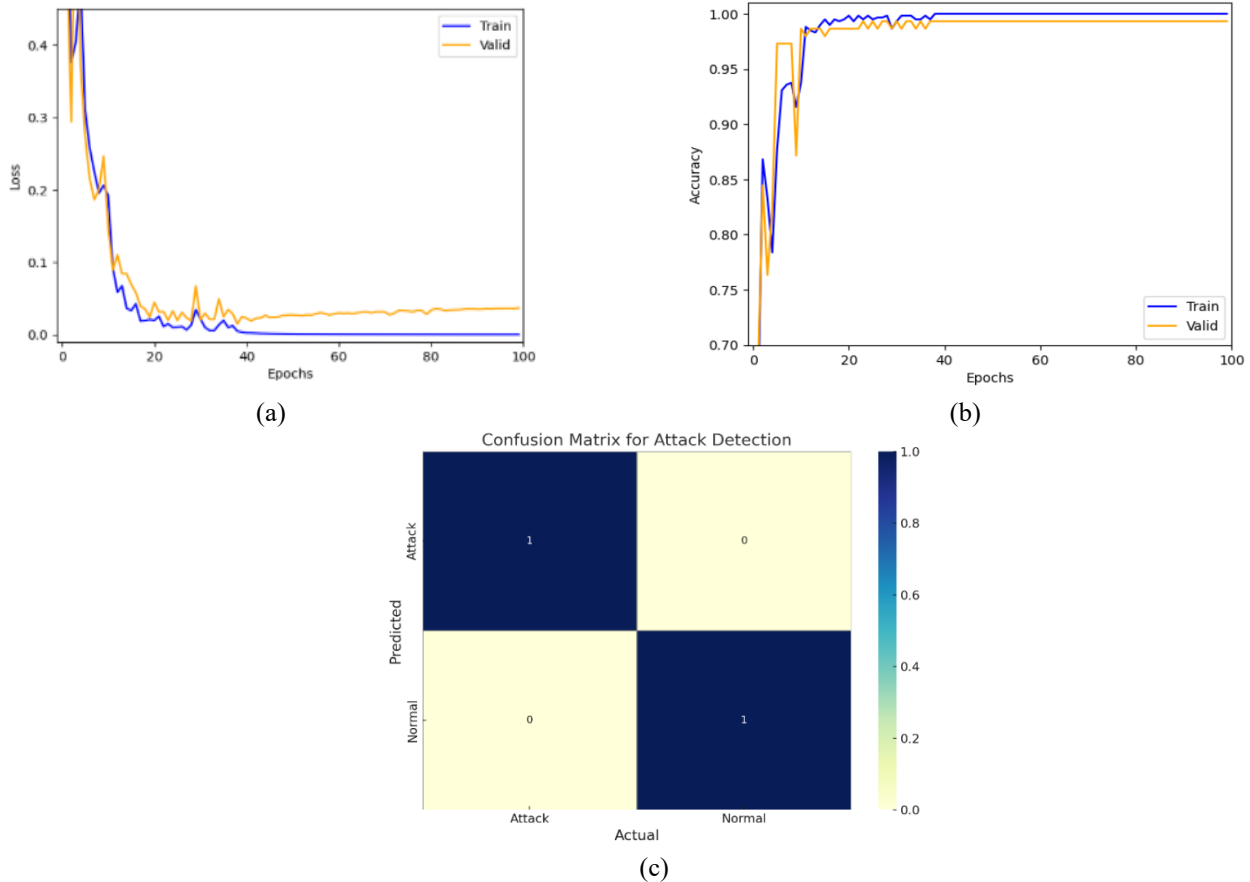 Train
Valid
0.4
0.3
0.2
0.1
0.0
Loss
0 20 40 60 80 100
Epochs
(a)
1.00
0.95
0.90
0.85
0.80
0.75
0.70
Accuracy
Train
Valid
0 20 40 60 80 100
Epochs
(b)
Confusion Matrix for Attack Detection
Attack
Normal
Predicted
1 0
0 1
Attack Normal
Actual
1.0
0.8
0.6
0.4
0.2
0.0
(c)